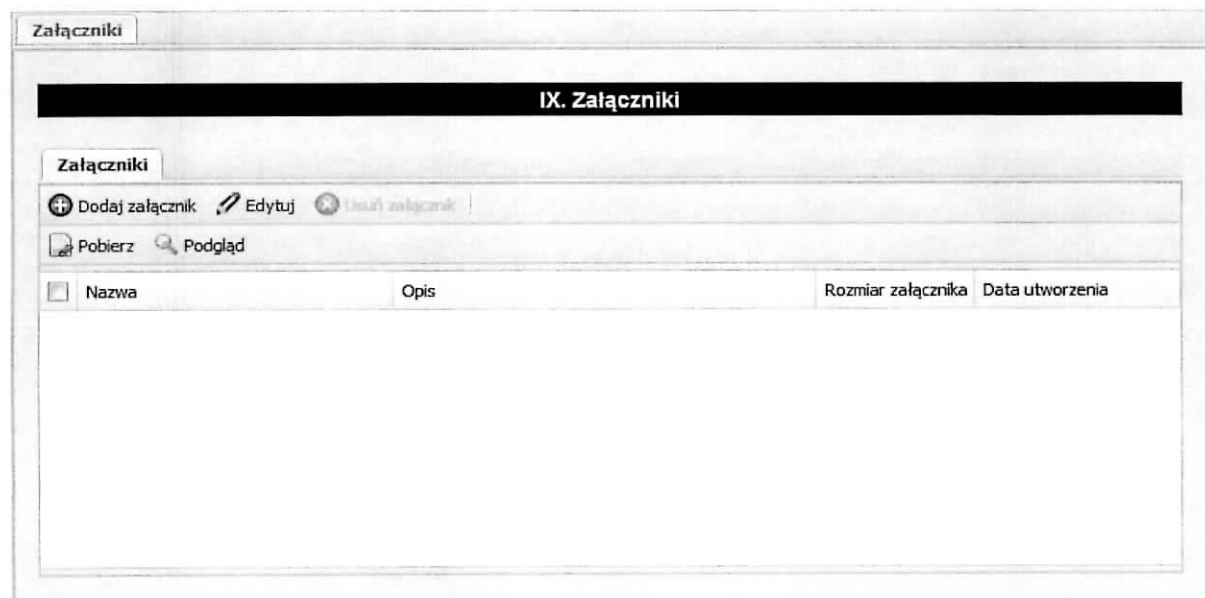 Załączniki
IX. Załączniki
Załączniki
Dodaj załącznik Edytuj Usuń załącznik
Pobierz Podgląd
Nazwa Opis Rozmiar załącznika Data utworzenia